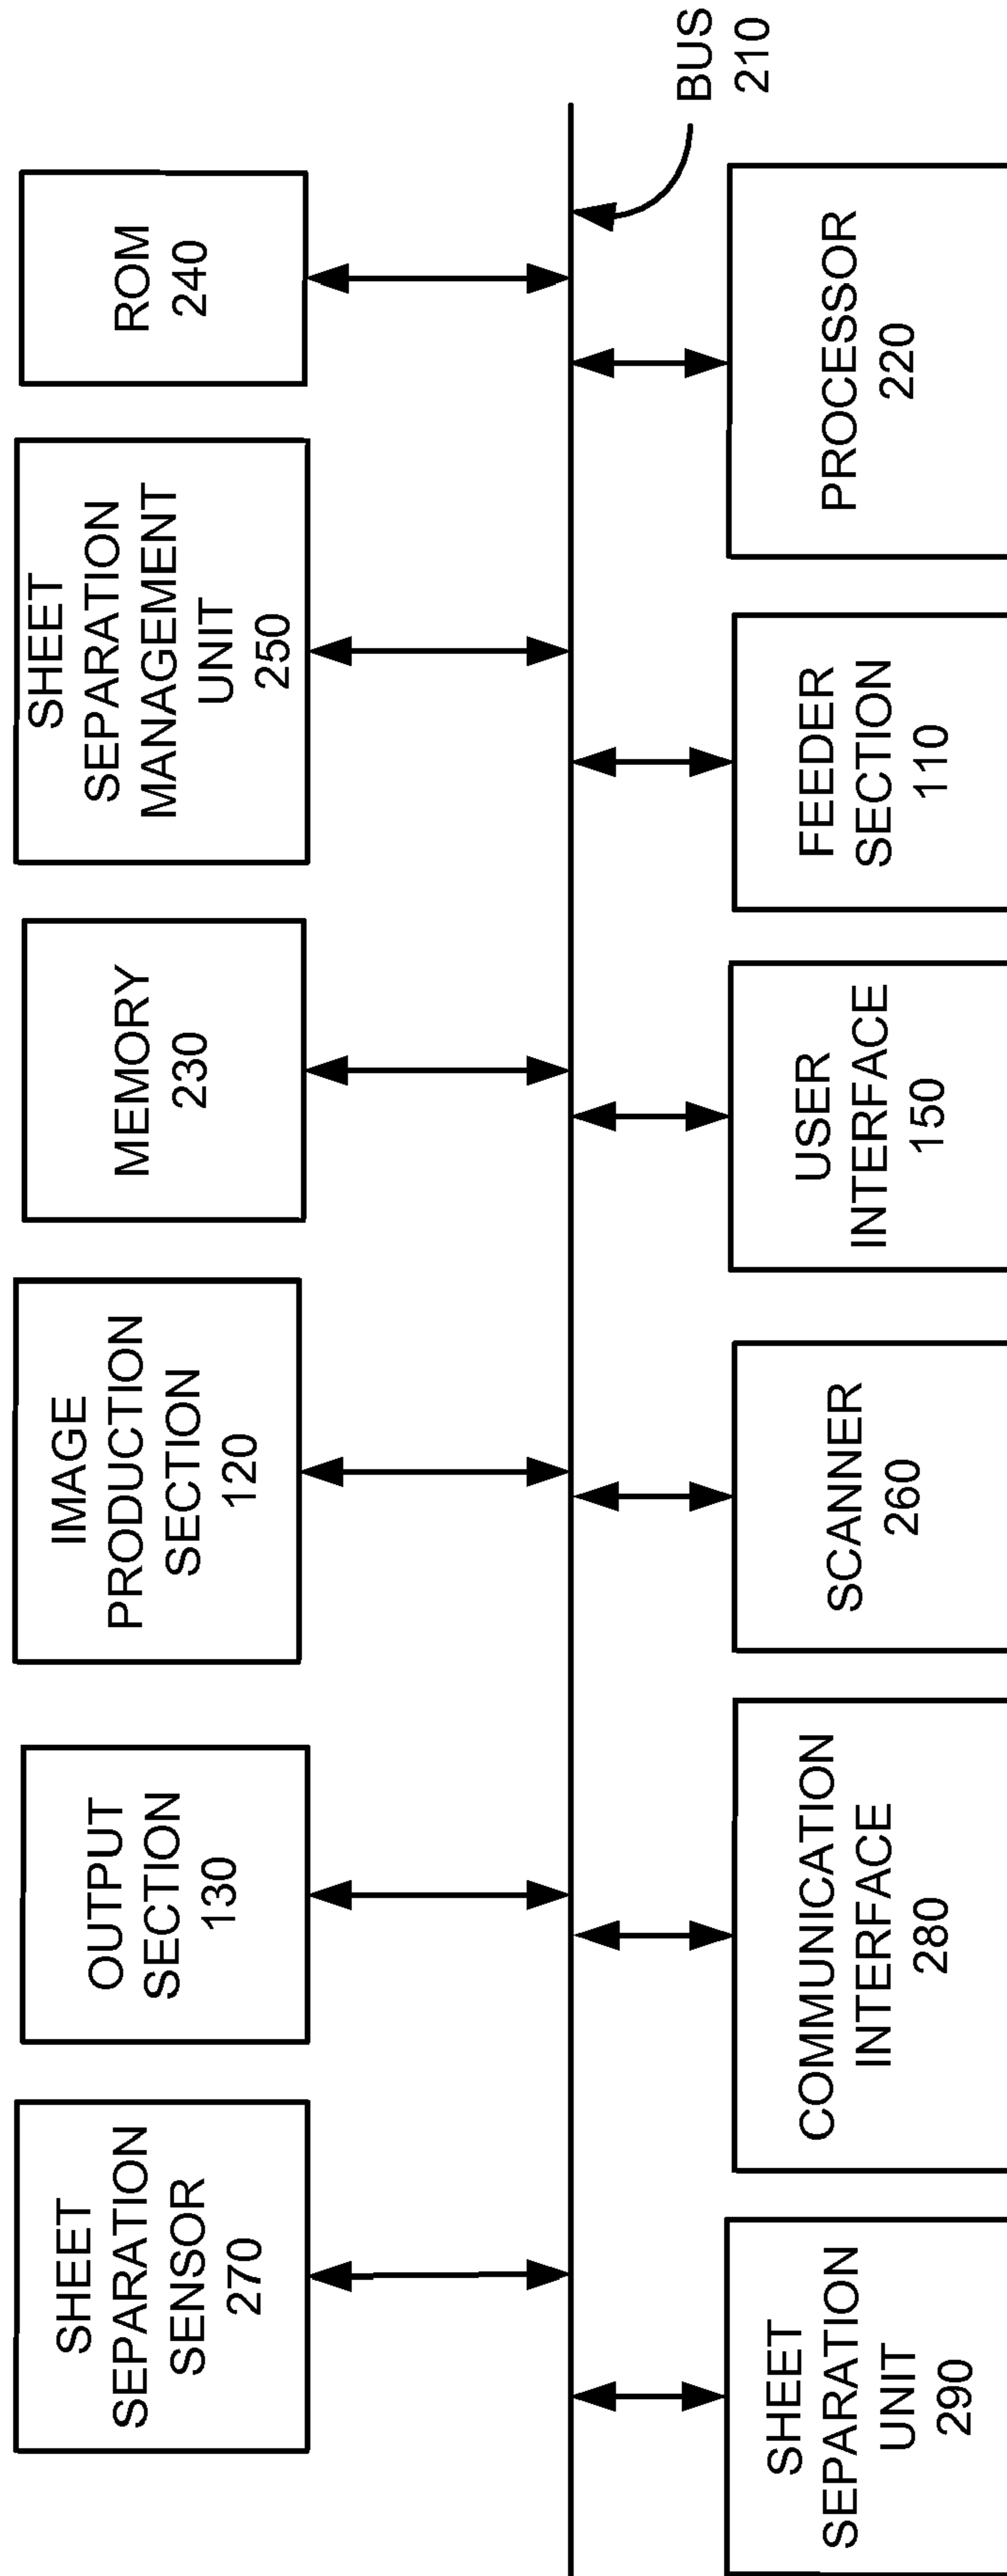 SHEET
SEPARATION
SENSOR
270
OUTPUT
SECTION
130
IMAGE
PRODUCTION
SECTION
120
MEMORY
230
SHEET
SEPARATION
MANAGEMENT
UNIT
250
ROM
240
BUS
210
SHEET
SEPARATION
UNIT
290
COMMUNICATION
INTERFACE
280
SCANNER
260
USER
INTERFACE
150
FEEDER
SECTION
110
PROCESSOR
220